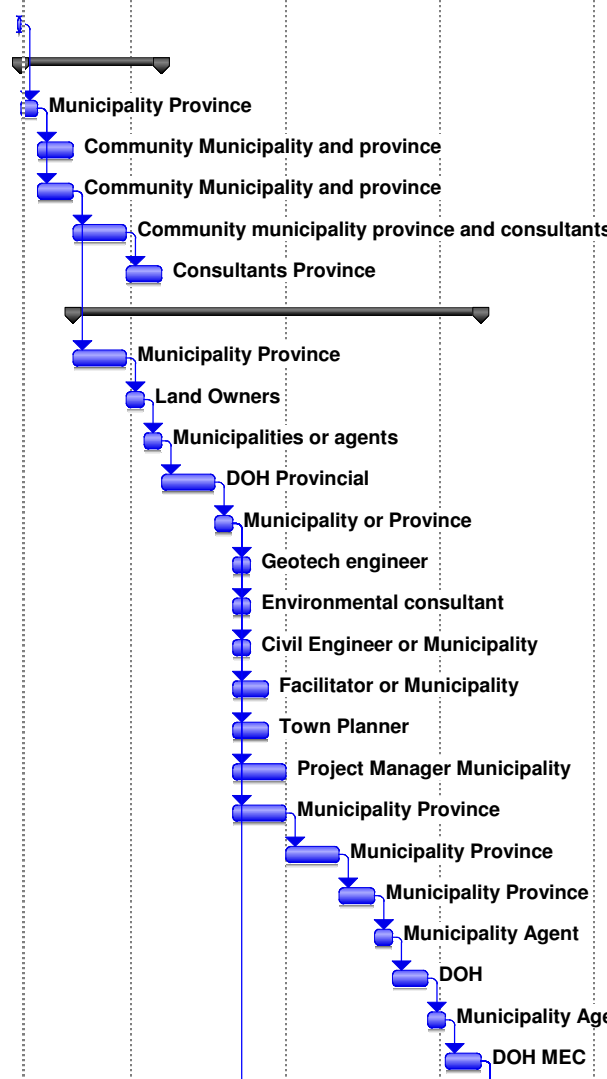 Municipality Province
Community Municipality and province
Community Municipality and province
Community municipality province and consultants
Consultants Province
Municipality Province
Land Owners
Municipalities or agents
DOH Provincial
Municipality or Province
Geotech engineer
Environmental consultant
Civil Engineer or Municipality
Facilitator or Municipality
Town Planner
Project Manager Municipality
Municipality Province
Municipality Province
Municipality Province
Municipality Agent
DOH
Municipality Age
DOH MEC